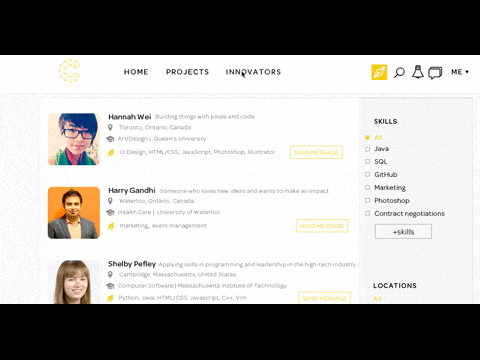 HOME PROJECTS INNOVATORS ME
Hannah Wei Building things with pixels and code
Toronto, Ontario, Canada
Art/Design | Queen's University
UI Design, HTML/CSS, JavaScript, Photoshop, Illustrator SEND MESSAGE
Harry Gandhi Someone who loves new ideas and wants to make an impact
Waterloo, Ontario, Canada
Health Care | University of Waterloo
marketing, event management SEND MESSAGE
Shelby Pefley Applying skills in programming and leadership in the high-tech industry
Cambridge, Massachusetts, United States
Computer Software | Massachusetts Institute of Technology
Python, Java, HTML/CSS, Javascript, C++, Vim SEND MESSAGE
SKILLS
All
Java
SQL
GitHub
Marketing
Photoshop
Contract negotiations
+skills
LOCATIONS
All